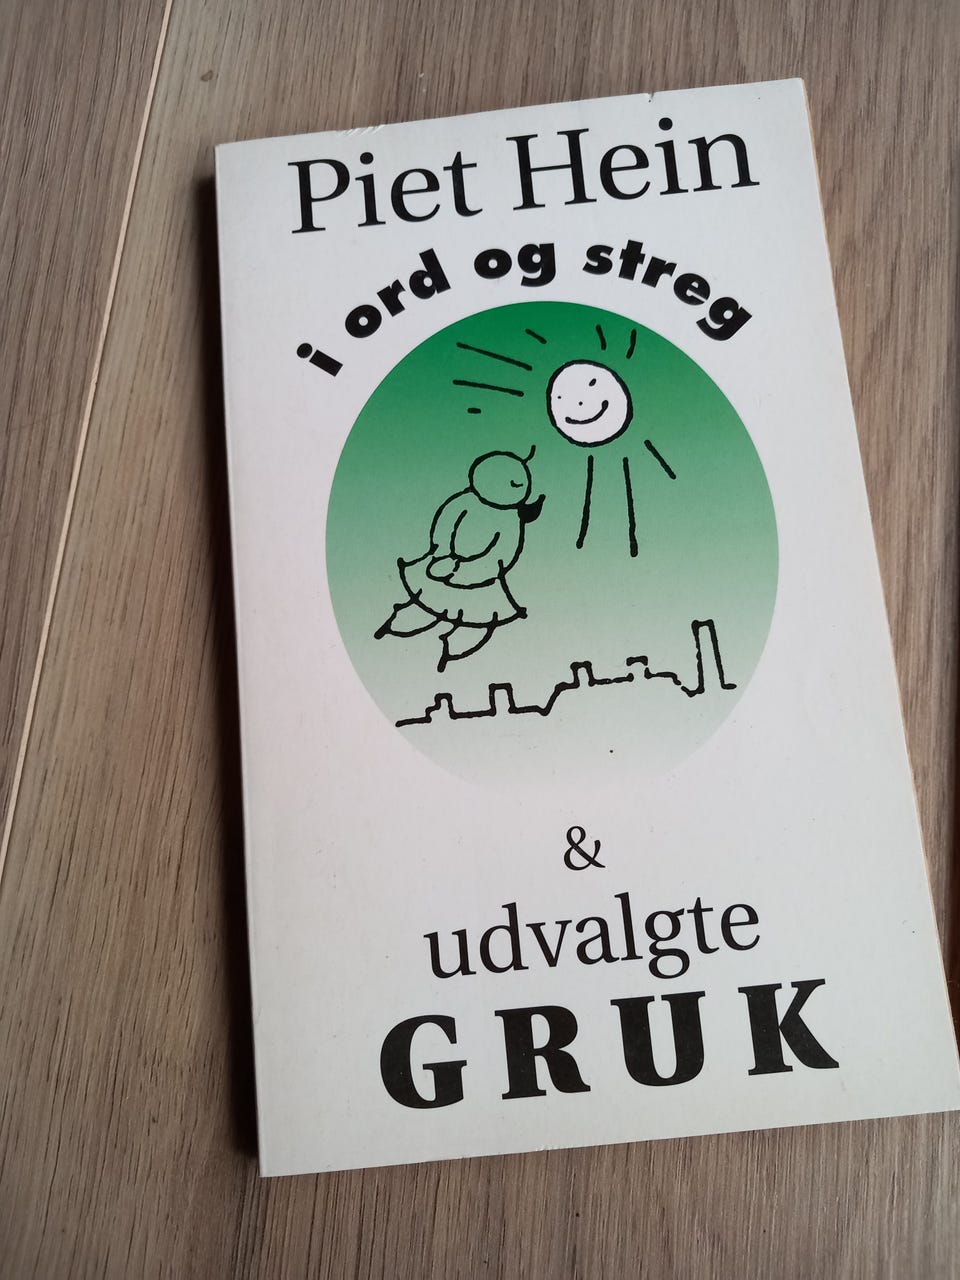 Piet Hein
i ord og streg
&
udvalgte
GRUK